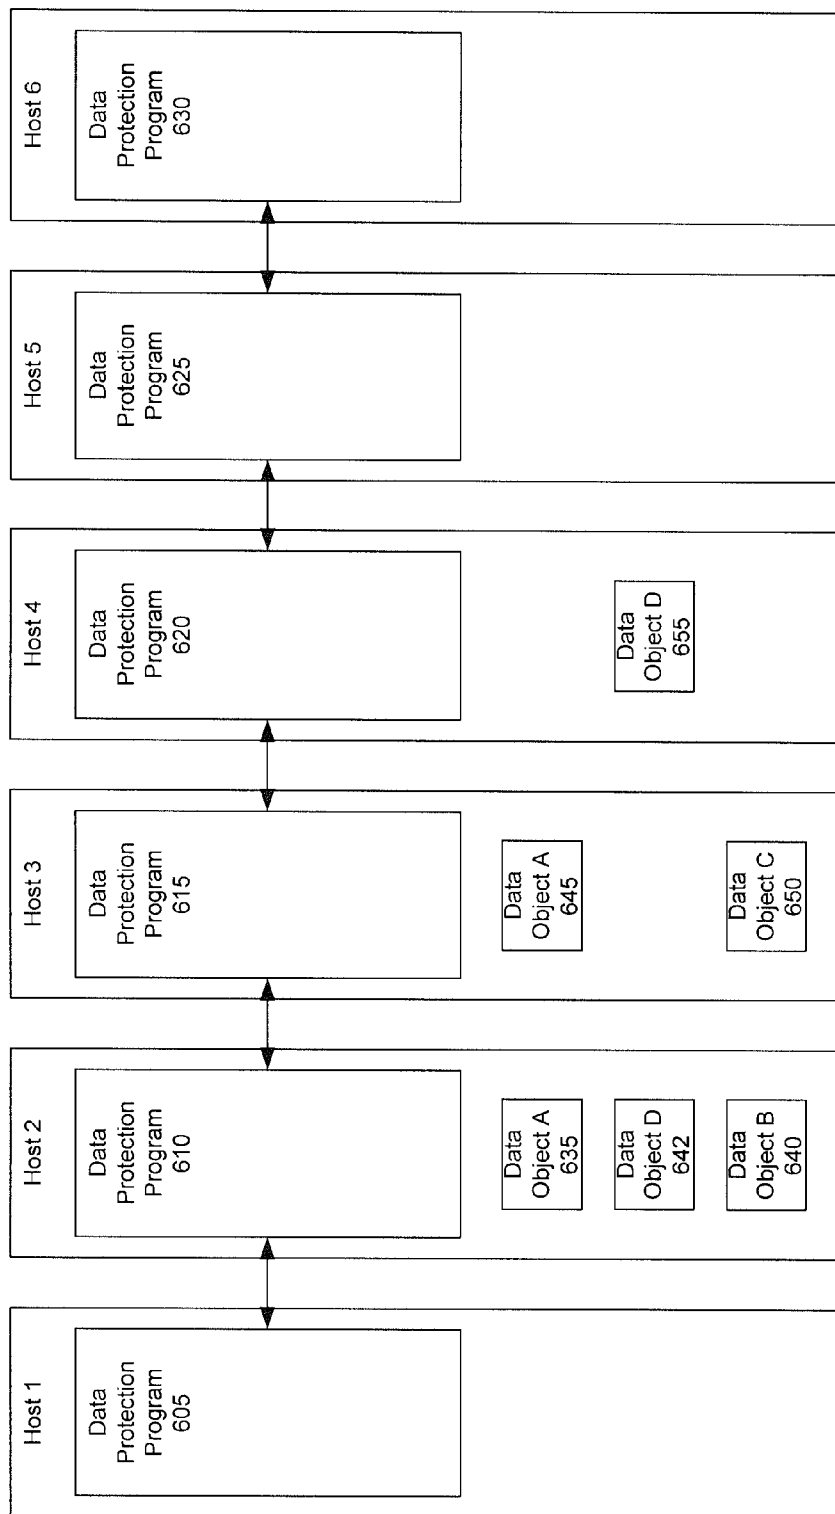 Host 1
Data
Protection
Program
605
Host 2
Data
Protection
Program
610
Data
Object A
635
Data
Object D
642
Data
Object B
640
Host 3
Data
Protection
Program
615
Data
Object A
645
Data
Object C
650
Host 4
Data
Protection
Program
620
Data
Object D
655
Host 5
Data
Protection
Program
625
Host 6
Data
Protection
Program
630